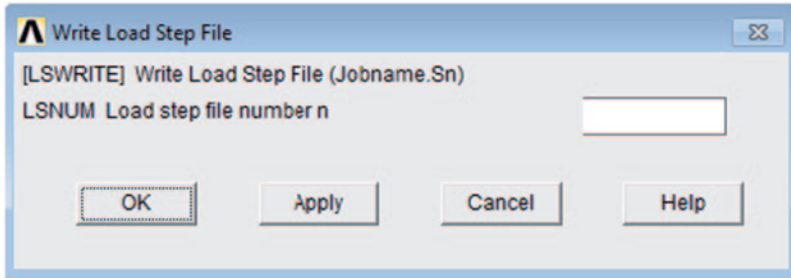 Write Load Step File
[LSWRITE] Write Load Step File (Jobname.Sn)
LSNUM Load step file number n
OK Apply Cancel Help